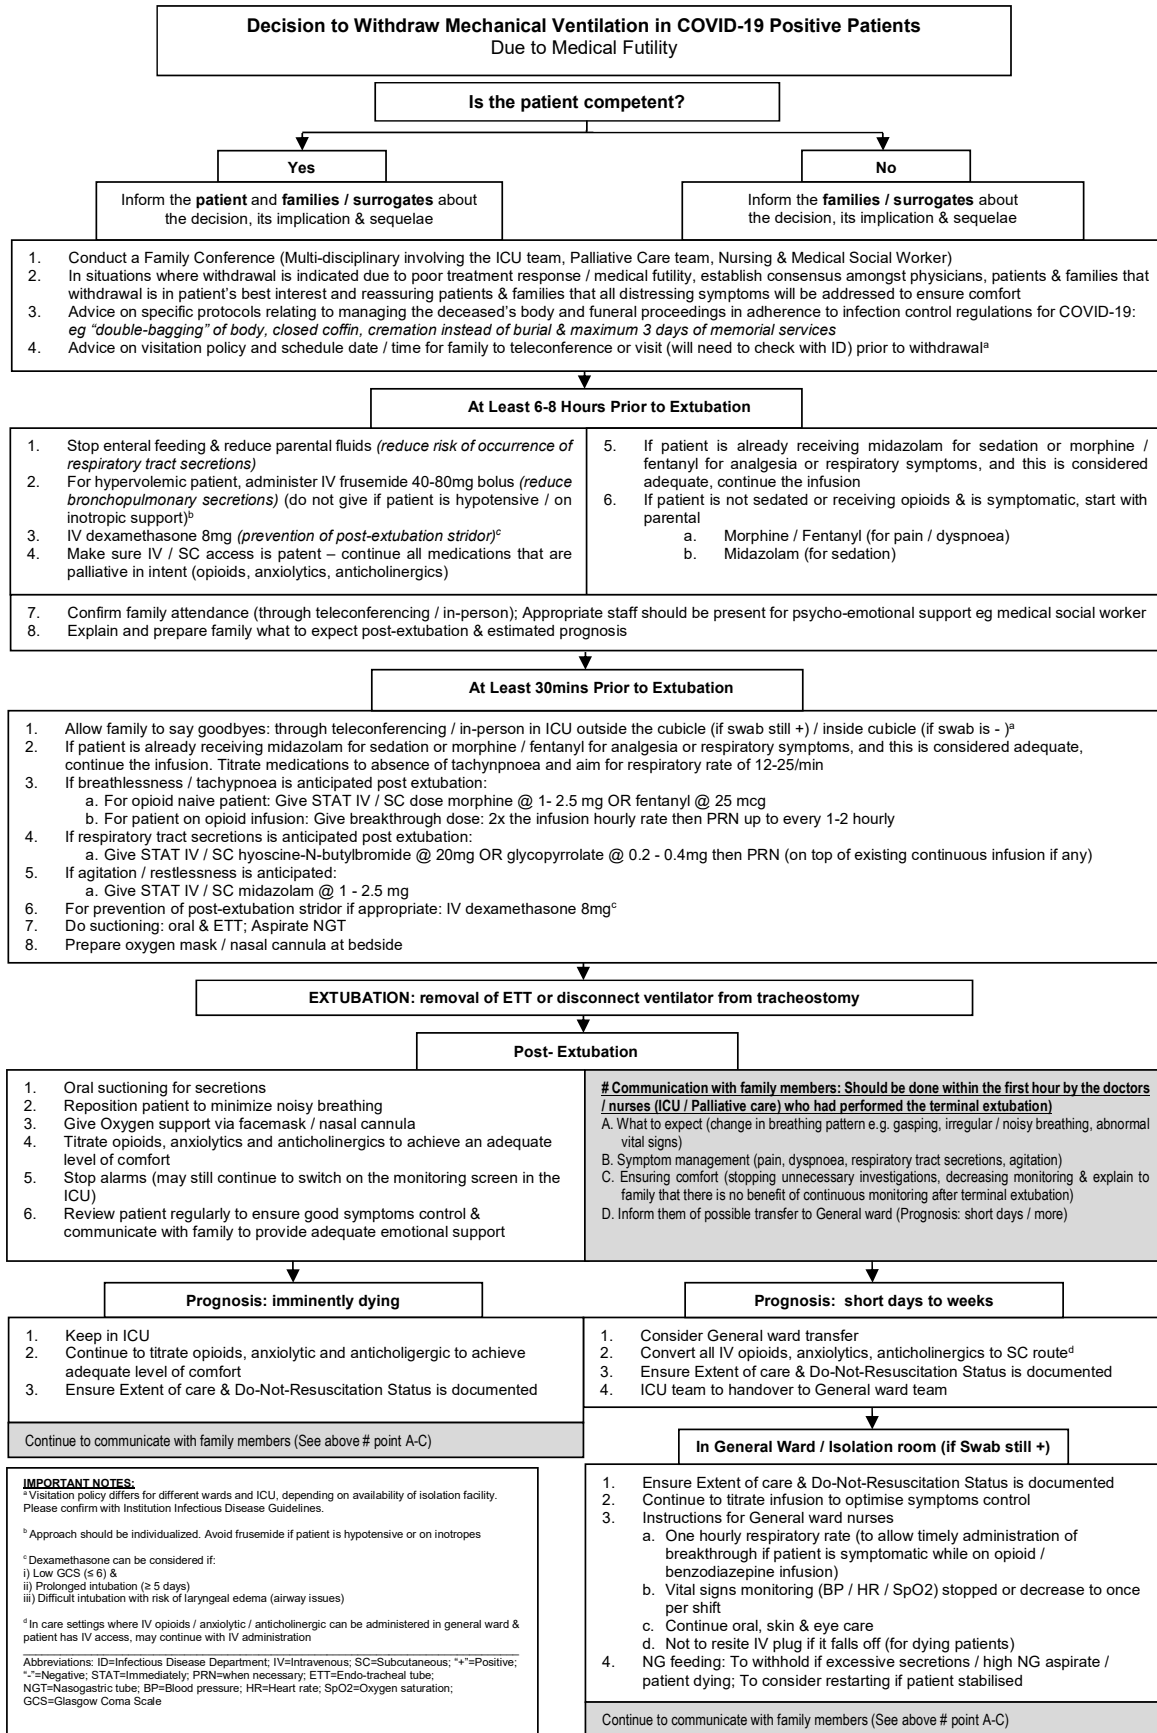 Decision to Withdraw Mechanical Ventilation in COVID-19 Positive Patients
Due to Medical Futility
Is the patient competent?
Yes
Inform the patient and families / surrogates about
the decision, its implication & sequelae
No
Inform the families / surrogates about
the decision, its implication & sequelae
1. Conduct a Family Conference (Multi-disciplinary involving the ICU team, Palliative Care team, Nursing & Medical Social Worker)
2. In situations where withdrawal is indicated due to poor treatment response / medical futility, establish consensus amongst physicians, patients & families that
withdrawal is in patient's best interest and reassuring patients & families that all distressing symptoms will be addressed to ensure comfort
3. Advice on specific protocols relating to managing the deceased's body and funeral proceedings in adherence to infection control regulations for COVID-19:
eg "double-bagging" of body, closed coffin, cremation instead of burial & maximum 3 days of memorial services
4. Advice on visitation policy and schedule date / time for family to teleconference or visit (will need to check with ID) prior to withdrawalᵃ
At Least 6-8 Hours Prior to Extubation
1. Stop enteral feeding & reduce parental fluids (reduce risk of occurrence of
respiratory tract secretions)
2. For hypervolemic patient, administer IV frusemide 40-80mg bolus (reduce
bronchopulmonary secretions) (do not give if patient is hypotensive / on
inotropic support)ᵇ
3. IV dexamethasone 8mg (prevention of post-extubation stridor)ᶜ
4. Make sure IV / SC access is patent – continue all medications that are
palliative in intent (opioids, anxiolytics, anticholinergics)
5. If patient is already receiving midazolam for sedation or morphine /
fentanyl for analgesia or respiratory symptoms, and this is considered
adequate, continue the infusion
6. If patient is not sedated or receiving opioids & is symptomatic, start with
parental
a. Morphine / Fentanyl (for pain / dyspnoea)
b. Midazolam (for sedation)
7. Confirm family attendance (through teleconferencing / in-person); Appropriate staff should be present for psycho-emotional support eg medical social worker
8. Explain and prepare family what to expect post-extubation & estimated prognosis
At Least 30mins Prior to Extubation
1. Allow family to say goodbyes: through teleconferencing / in-person in ICU outside the cubicle (if swab still +) / inside cubicle (if swab is - )ᵃ
2. If patient is already receiving midazolam for sedation or morphine / fentanyl for analgesia or respiratory symptoms, and this is considered adequate,
continue the infusion. Titrate medications to absence of tachynpnoea and aim for respiratory rate of 12-25/min
3. If breathlessness / tachypnoea is anticipated post extubation:
a. For opioid naive patient: Give STAT IV / SC dose morphine @ 1- 2.5 mg OR fentanyl @ 25 mcg
b. For patient on opioid infusion: Give breakthrough dose: 2x the infusion hourly rate then PRN up to every 1-2 hourly
4. If respiratory tract secretions is anticipated post extubation:
a. Give STAT IV / SC hyoscine-N-butylbromide @ 20mg OR glycopyrrolate @ 0.2 - 0.4mg then PRN (on top of existing continuous infusion if any)
5. If agitation / restlessness is anticipated:
a. Give STAT IV / SC midazolam @ 1 - 2.5 mg
6. For prevention of post-extubation stridor if appropriate: IV dexamethasone 8mgᶜ
7. Do suctioning: oral & ETT; Aspirate NGT
8. Prepare oxygen mask / nasal cannula at bedside
EXTUBATION: removal of ETT or disconnect ventilator from tracheostomy
Post- Extubation
1. Oral suctioning for secretions
2. Reposition patient to minimize noisy breathing
3. Give Oxygen support via facemask / nasal cannula
4. Titrate opioids, anxiolytics and anticholinergics to achieve an adequate
level of comfort
5. Stop alarms (may still continue to switch on the monitoring screen in the
ICU)
6. Review patient regularly to ensure good symptoms control &
communicate with family to provide adequate emotional support
# Communication with family members: Should be done within the first hour by the doctors
/ nurses (ICU / Palliative care) who had performed the terminal extubation)
A. What to expect (change in breathing pattern e.g. gasping, irregular / noisy breathing, abnormal
vital signs)
B. Symptom management (pain, dyspnoea, respiratory tract secretions, agitation)
C. Ensuring comfort (stopping unnecessary investigations, decreasing monitoring & explain to
family that there is no benefit of continuous monitoring after terminal extubation)
D. Inform them of possible transfer to General ward (Prognosis: short days / more)
Prognosis: imminently dying
1. Keep in ICU
2. Continue to titrate opioids, anxiolytic and anticholigergic to achieve
adequate level of comfort
3. Ensure Extent of care & Do-Not-Resuscitation Status is documented
Continue to communicate with family members (See above # point A-C)
Prognosis: short days to weeks
1. Consider General ward transfer
2. Convert all IV opioids, anxiolytics, anticholinergics to SC routeᵈ
3. Ensure Extent of care & Do-Not-Resuscitation Status is documented
4. ICU team to handover to General ward team
In General Ward / Isolation room (if Swab still +)
1. Ensure Extent of care & Do-Not-Resuscitation Status is documented
2. Continue to titrate infusion to optimise symptoms control
3. Instructions for General ward nurses
a. One hourly respiratory rate (to allow timely administration of
breakthrough if patient is symptomatic while on opioid /
benzodiazepine infusion)
b. Vital signs monitoring (BP / HR / SpO2) stopped or decrease to once
per shift
c. Continue oral, skin & eye care
d. Not to resite IV plug if it falls off (for dying patients)
4. NG feeding: To withhold if excessive secretions / high NG aspirate /
patient dying; To consider restarting if patient stabilised
Continue to communicate with family members (See above # point A-C)
IMPORTANT NOTES:
ᵃ Visitation policy differs for different wards and ICU, depending on availability of isolation facility.
Please confirm with Institution Infectious Disease Guidelines.
ᵇ Approach should be individualized. Avoid frusemide if patient is hypotensive or on inotropes
ᶜ Dexamethasone can be considered if:
i) Low GCS (≤ 6) &
ii) Prolonged intubation (≥ 5 days)
iii) Difficult intubation with risk of laryngeal edema (airway issues)
ᵈ In care settings where IV opioids / anxiolytic / anticholinergic can be administered in general ward &
patient has IV access, may continue with IV administration
Abbreviations: ID=Infectious Disease Department; IV=Intravenous; SC=Subcutaneous; "+"=Positive;
"-"=Negative; STAT=Immediately; PRN=when necessary; ETT=Endo-tracheal tube;
NGT=Nasogastric tube; BP=Blood pressure; HR=Heart rate; SpO2=Oxygen saturation;
GCS=Glasgow Coma Scale